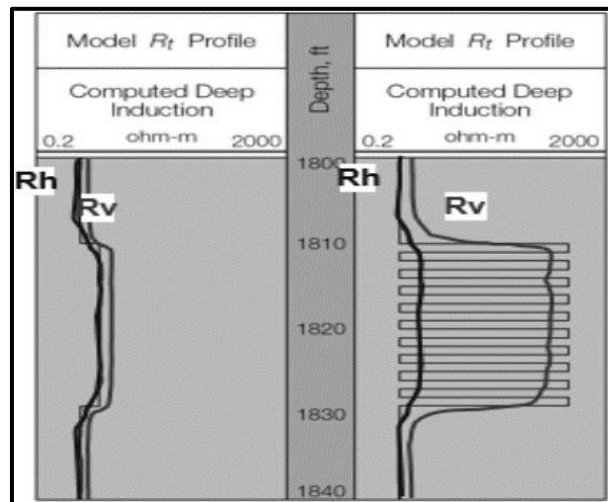 Model Rt Profile
Computed Deep
Induction
ohm-m
0.2 2000
Rh
Rv
Depth, ft
1800
1810
1820
1830
1840
Model Rt Profile
Computed Deep
Induction
ohm-m
0.2 2000
Rh
Rv